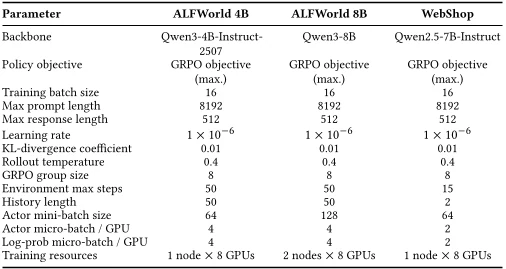 Parameter ALFWorld 4B ALFWorld 8B WebShop
Backbone Qwen3-4B-Instruct- Qwen3-8B Qwen2.5-7B-Instruct
2507
Policy objective GRPO objective GRPO objective GRPO objective
(max.) (max.) (max.)
Training batch size 16 16 16
Max prompt length 8192 8192 8192
Max response length 512 512 512
Learning rate 1 × 10⁻⁶ 1 × 10⁻⁶ 1 × 10⁻⁶
KL-divergence coefficient 0.01 0.01 0.01
Rollout temperature 0.4 0.4 0.4
GRPO group size 8 8 8
Environment max steps 50 50 15
History length 50 50 2
Actor mini-batch size 64 128 64
Actor micro-batch / GPU 4 4 2
Log-prob micro-batch / GPU 4 4 2
Training resources 1 node × 8 GPUs 2 nodes × 8 GPUs 1 node × 8 GPUs